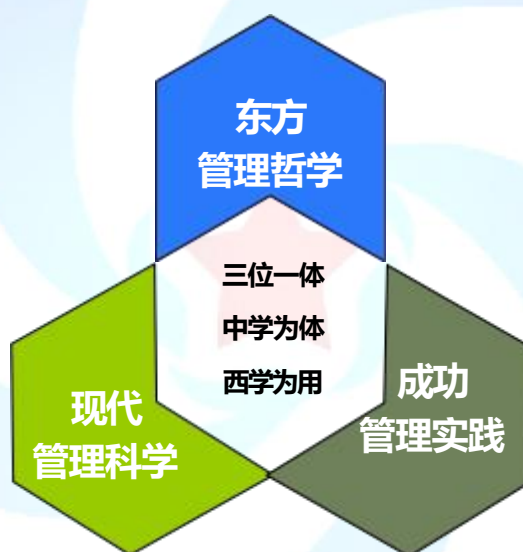 东方
管理哲学
三位一体
中学为体
西学为用
现代
管理科学
成功
管理实践